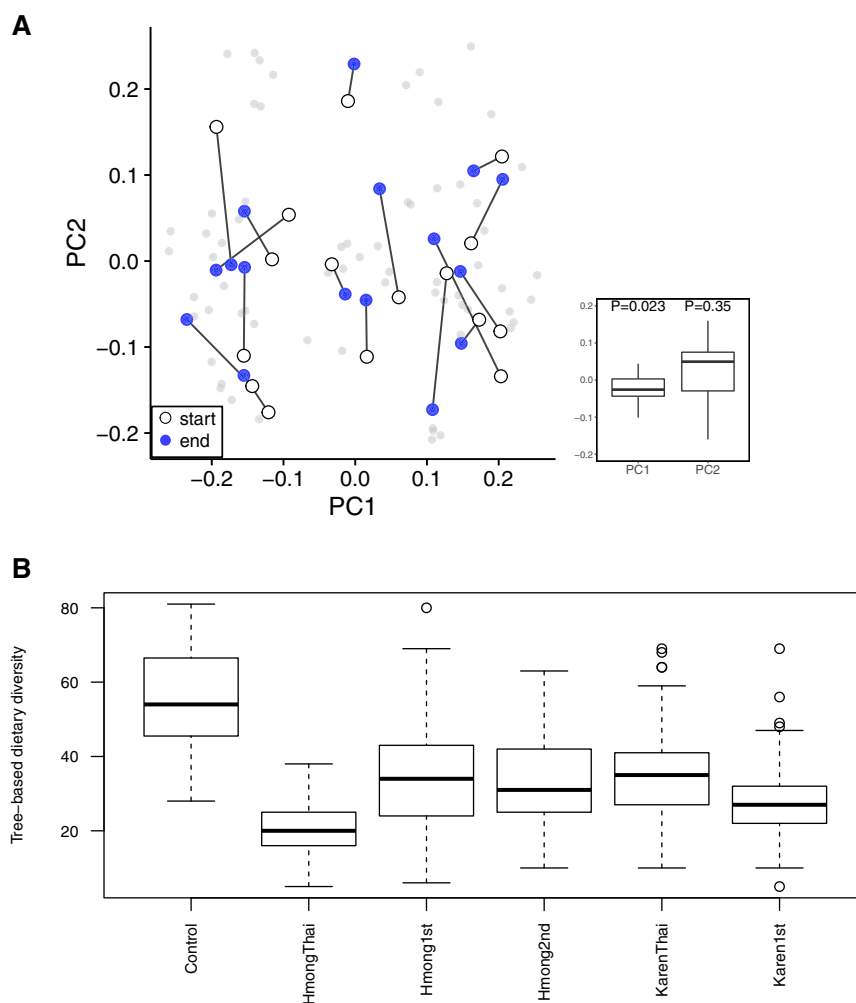 A
PC2
0.2
0.1
0.0
−0.1
−0.2
start
end
−0.2 −0.1 0.0 0.1 0.2
PC1
P=0.023 P=0.35
0.2
0.1
0.0
−0.1
−0.2
PC1 PC2
B
Tree−based dietary diversity
80
60
40
20
Control
HmongThai
Hmong1st
Hmong2nd
KarenThai
Karen1st